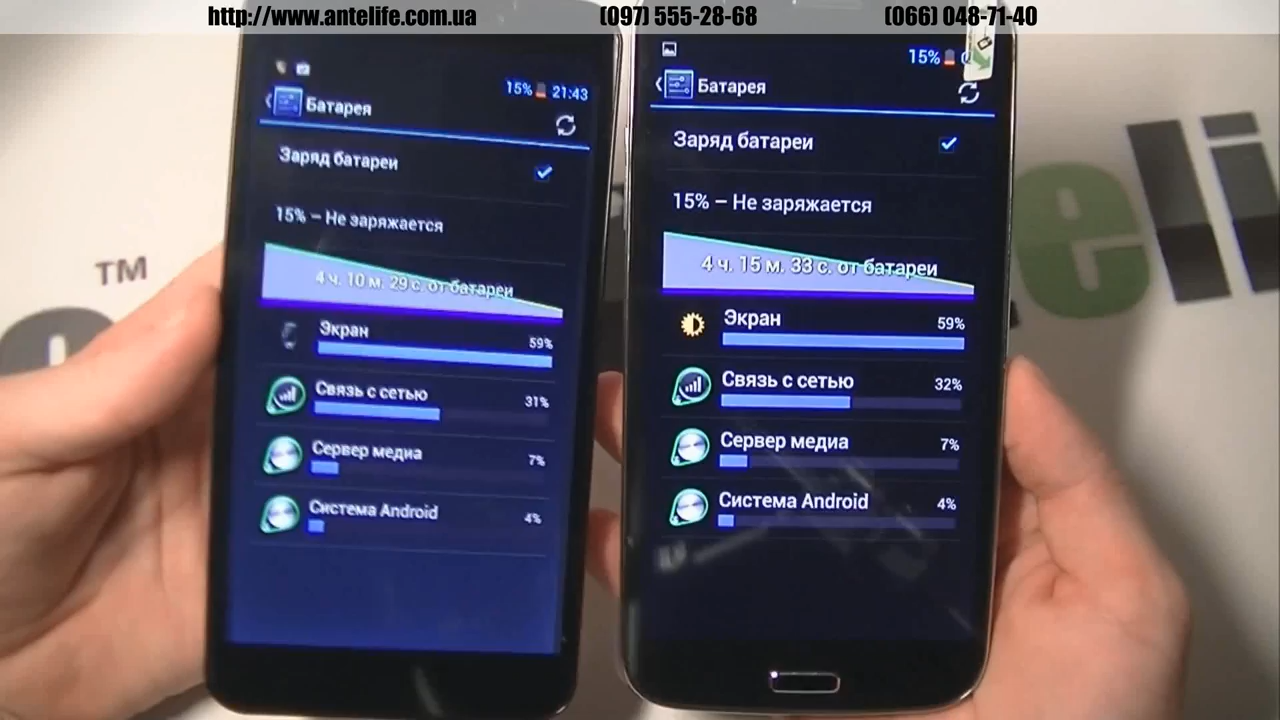 http://www.antelife.com.ua (097) 555-28-68 (066) 048-71-40
15% 21:43
Батарея
Заряд батареи
15% – Не заряжается
4 ч. 10 м. 29 с. от батареи
Экран 59%
Связь с сетью 31%
Сервер медиа 7%
Система Android 4%
15%
Батарея
Заряд батареи
15% – Не заряжается
4 ч. 15 м. 33 с. от батареи
Экран 59%
Связь с сетью 32%
Сервер медиа 7%
Система Android 4%
TM
eli